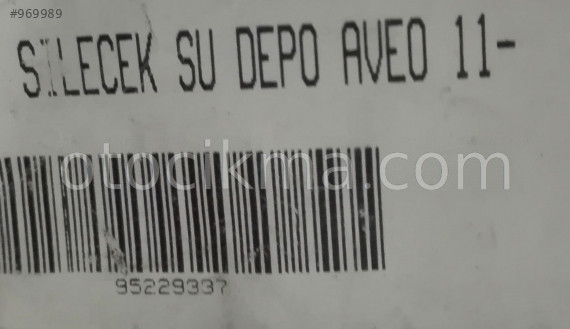 #969989
SİLECEK SU DEPO AVEO 11-
otocikma.com
95229337